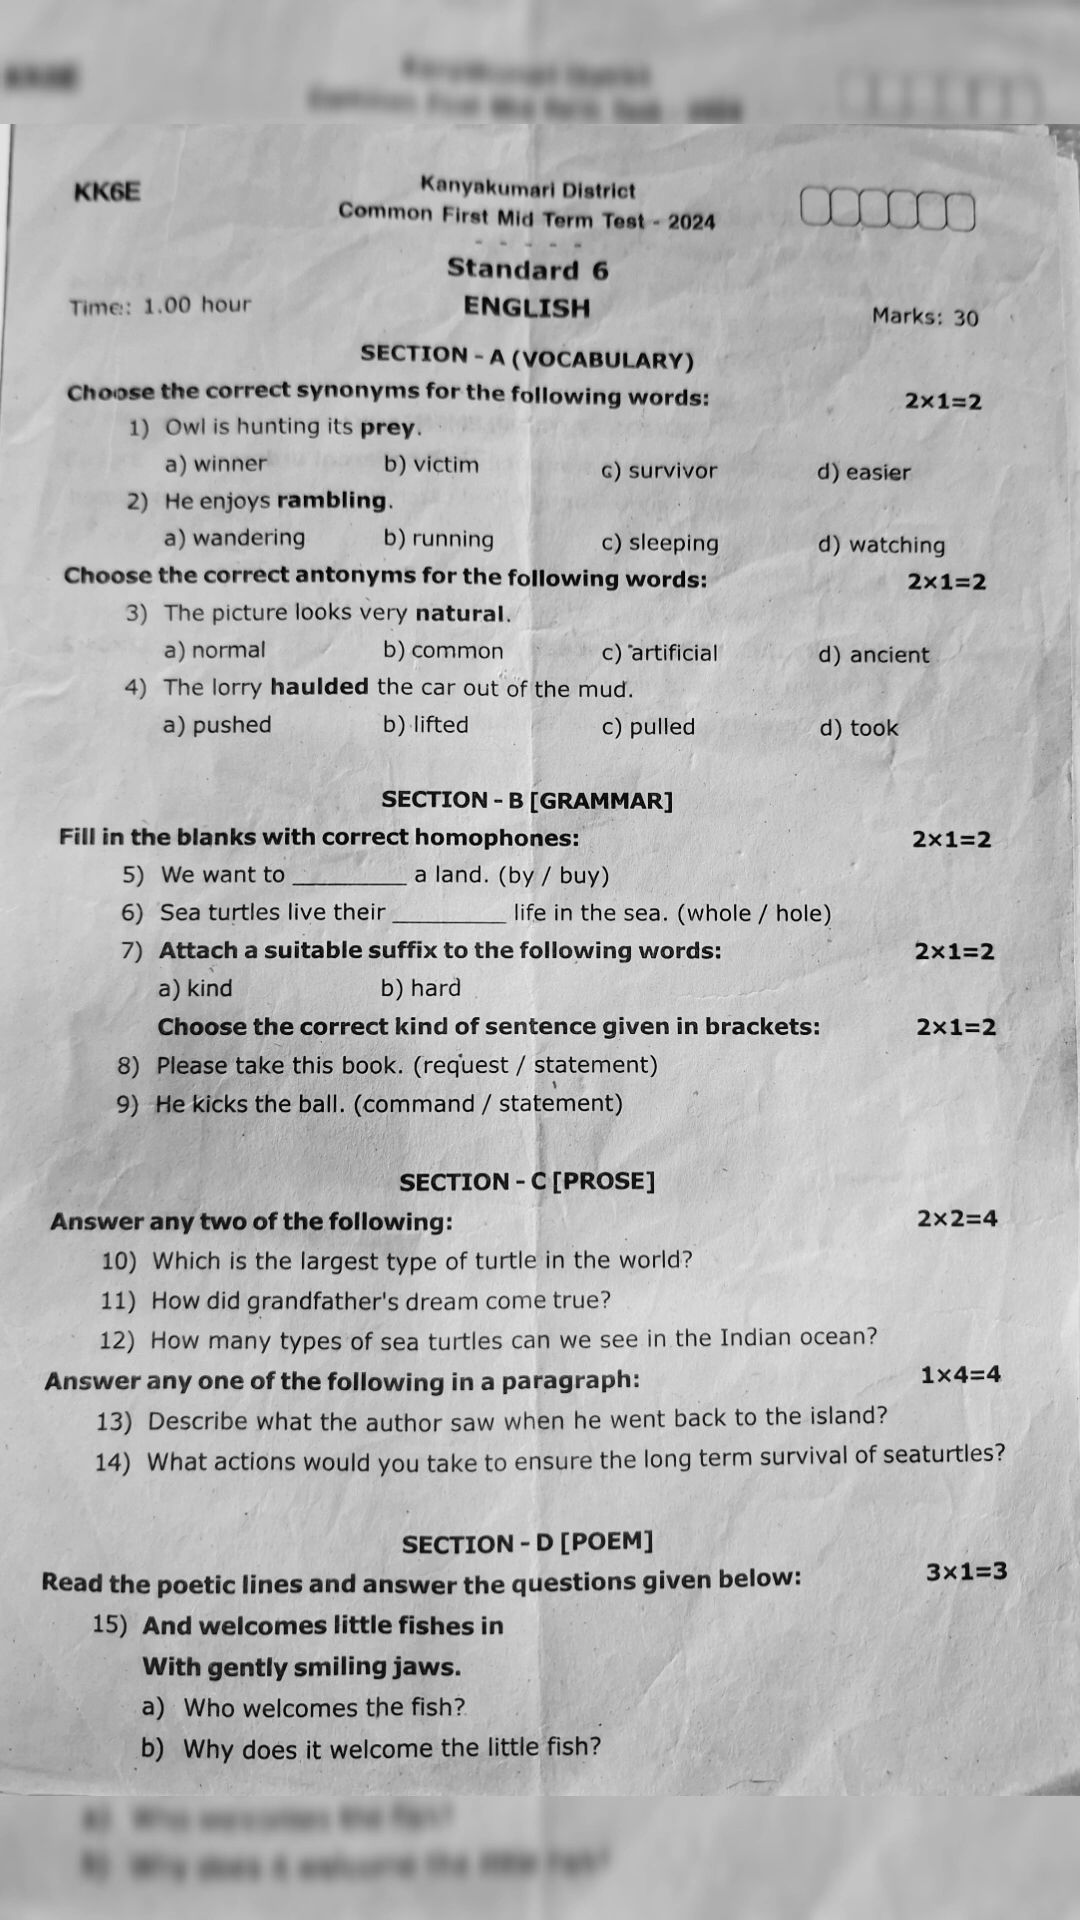 KK6E
Kanyakumari District
Common First Mid Term Test - 2024
Standard 6
Time:: 1.00 hour
ENGLISH
Marks: 30
SECTION - A (VOCABULARY)
Choose the correct synonyms for the following words: 2×1=2
1) Owl is hunting its prey.
a) winner b) victim c) survivor d) easier
2) He enjoys rambling.
a) wandering b) running c) sleeping d) watching
Choose the correct antonyms for the following words: 2×1=2
3) The picture looks very natural.
a) normal b) common c) artificial d) ancient
4) The lorry haulded the car out of the mud.
a) pushed b) lifted c) pulled d) took
SECTION - B [GRAMMAR]
Fill in the blanks with correct homophones: 2×1=2
5) We want to _________ a land. (by / buy)
6) Sea turtles live their _________ life in the sea. (whole / hole)
7) Attach a suitable suffix to the following words: 2×1=2
a) kind b) hard
Choose the correct kind of sentence given in brackets: 2×1=2
8) Please take this book. (request / statement)
9) He kicks the ball. (command / statement)
SECTION - C [PROSE]
Answer any two of the following: 2×2=4
10) Which is the largest type of turtle in the world?
11) How did grandfather's dream come true?
12) How many types of sea turtles can we see in the Indian ocean?
Answer any one of the following in a paragraph: 1×4=4
13) Describe what the author saw when he went back to the island?
14) What actions would you take to ensure the long term survival of seaturtles?
SECTION - D [POEM]
Read the poetic lines and answer the questions given below: 3×1=3
15) And welcomes little fishes in
With gently smiling jaws.
a) Who welcomes the fish?
b) Why does it welcome the little fish?